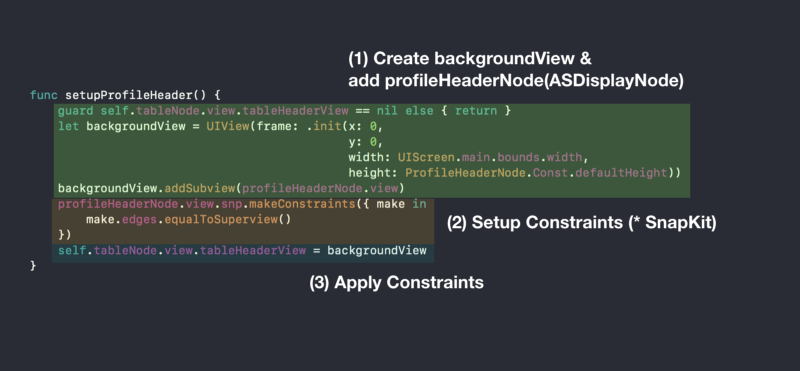 (1) Create backgroundView &
add profileHeaderNode(ASDisplayNode)
func setupProfileHeader() {
guard self.tableNode.view.tableHeaderView == nil else { return }
let backgroundView = UIView(frame: .init(x: 0,
y: 0,
width: UIScreen.main.bounds.width,
height: ProfileHeaderNode.Const.defaultHeight))
backgroundView.addSubview(profileHeaderNode.view)
profileHeaderNode.view.snp.makeConstraints({ make in
make.edges.equalToSuperview()
})
(2) Setup Constraints (* SnapKit)
self.tableNode.view.tableHeaderView = backgroundView
}
(3) Apply Constraints